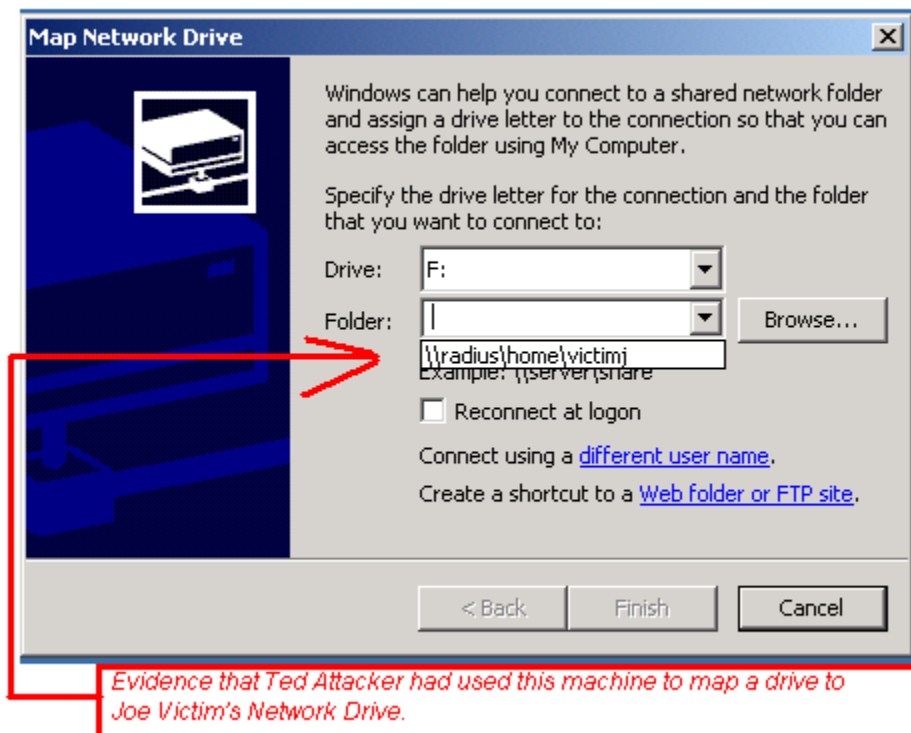 Map Network Drive
Windows can help you connect to a shared network folder
and assign a drive letter to the connection so that you can
access the folder using My Computer.
Specify the drive letter for the connection and the folder
that you want to connect to:
Drive: F:
Folder: Browse...
\\radius\home\victimj
Example: \\server\share
Reconnect at logon
Connect using a different user name.
Create a shortcut to a Web folder or FTP site.
< Back Finish Cancel
Evidence that Ted Attacker had used this machine to map a drive to
Joe Victim's Network Drive.